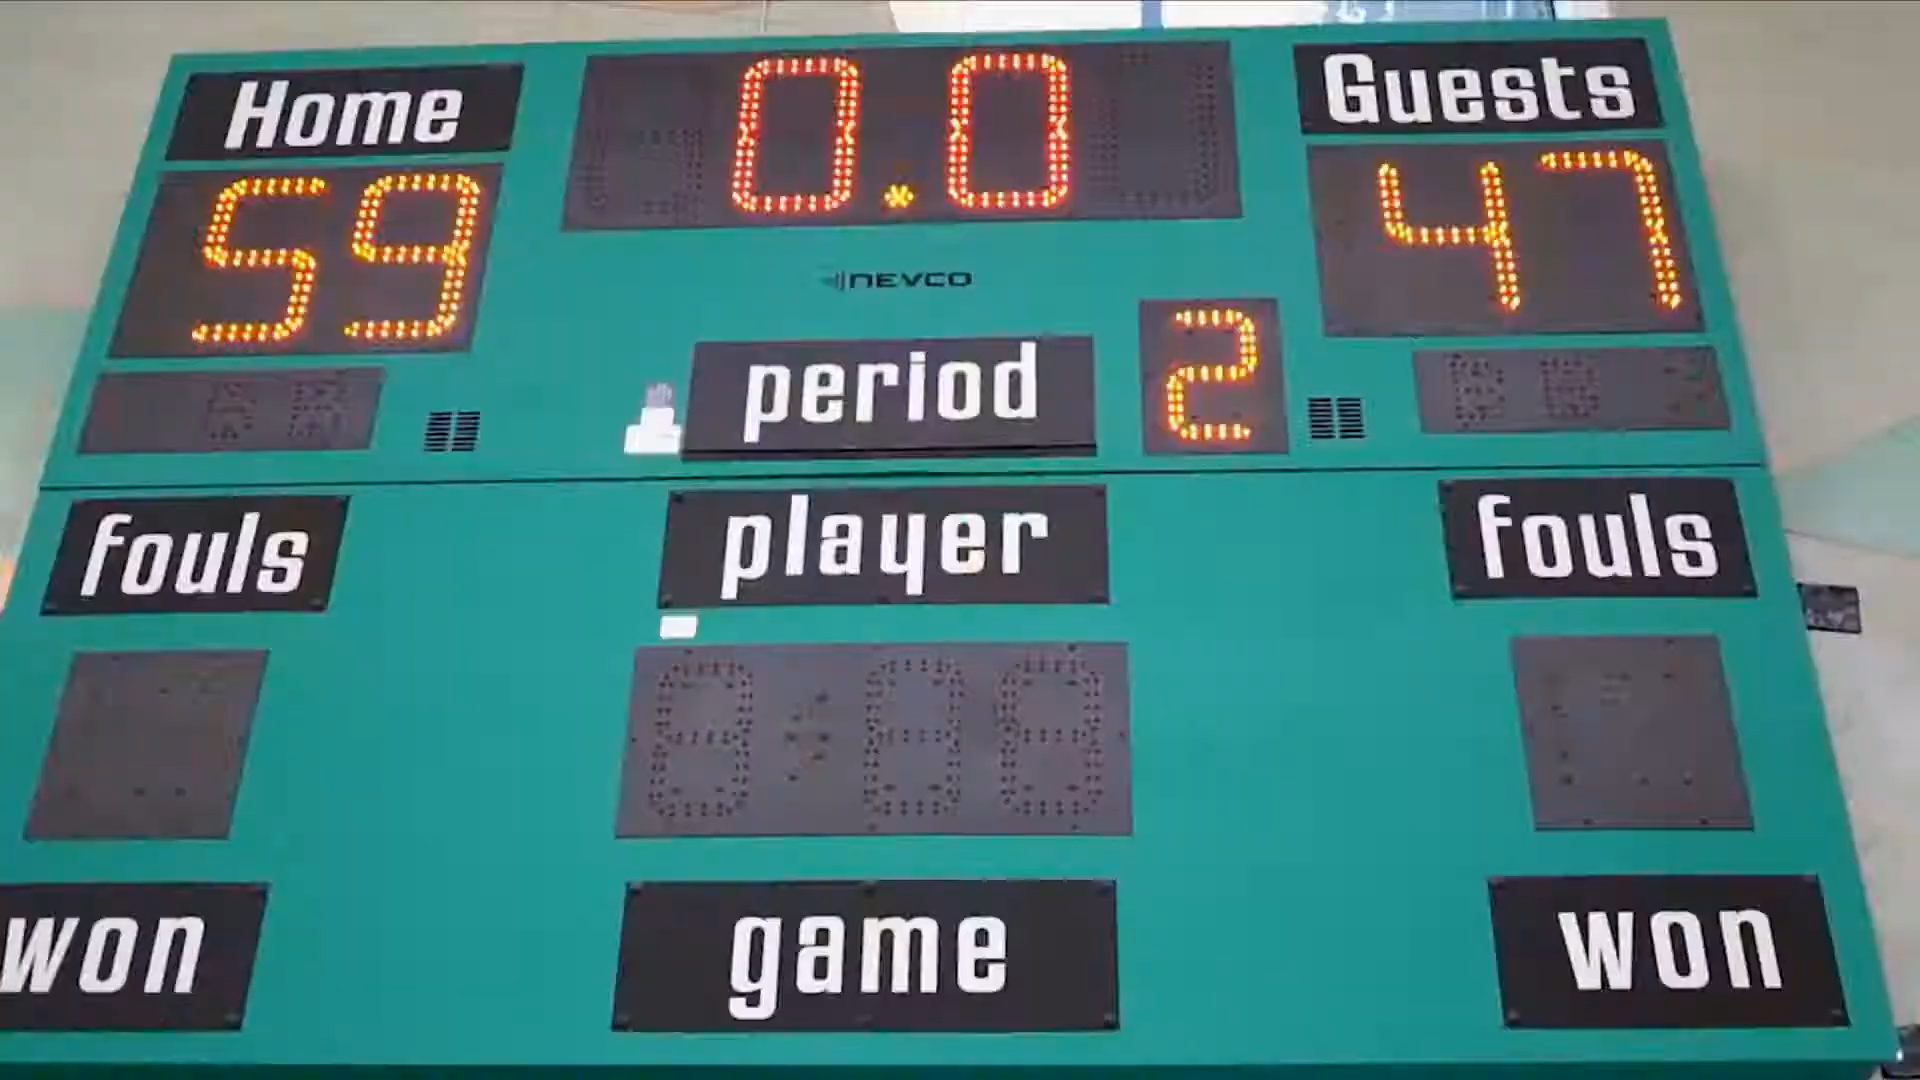 Home 0.0 Guests
59 47
NEVCO
period 2
fouls player fouls
won game won